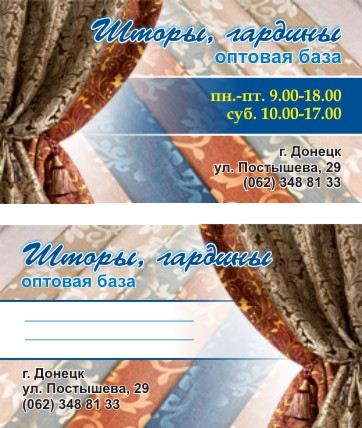 Шторы, гардины
оптовая база
пн.-пт. 9.00-18.00
суб. 10.00-17.00
г. Донецк
ул. Постышева, 29
(062) 348 81 33
Шторы, гардины
оптовая база
г. Донецк
ул. Постышева, 29
(062) 348 81 33